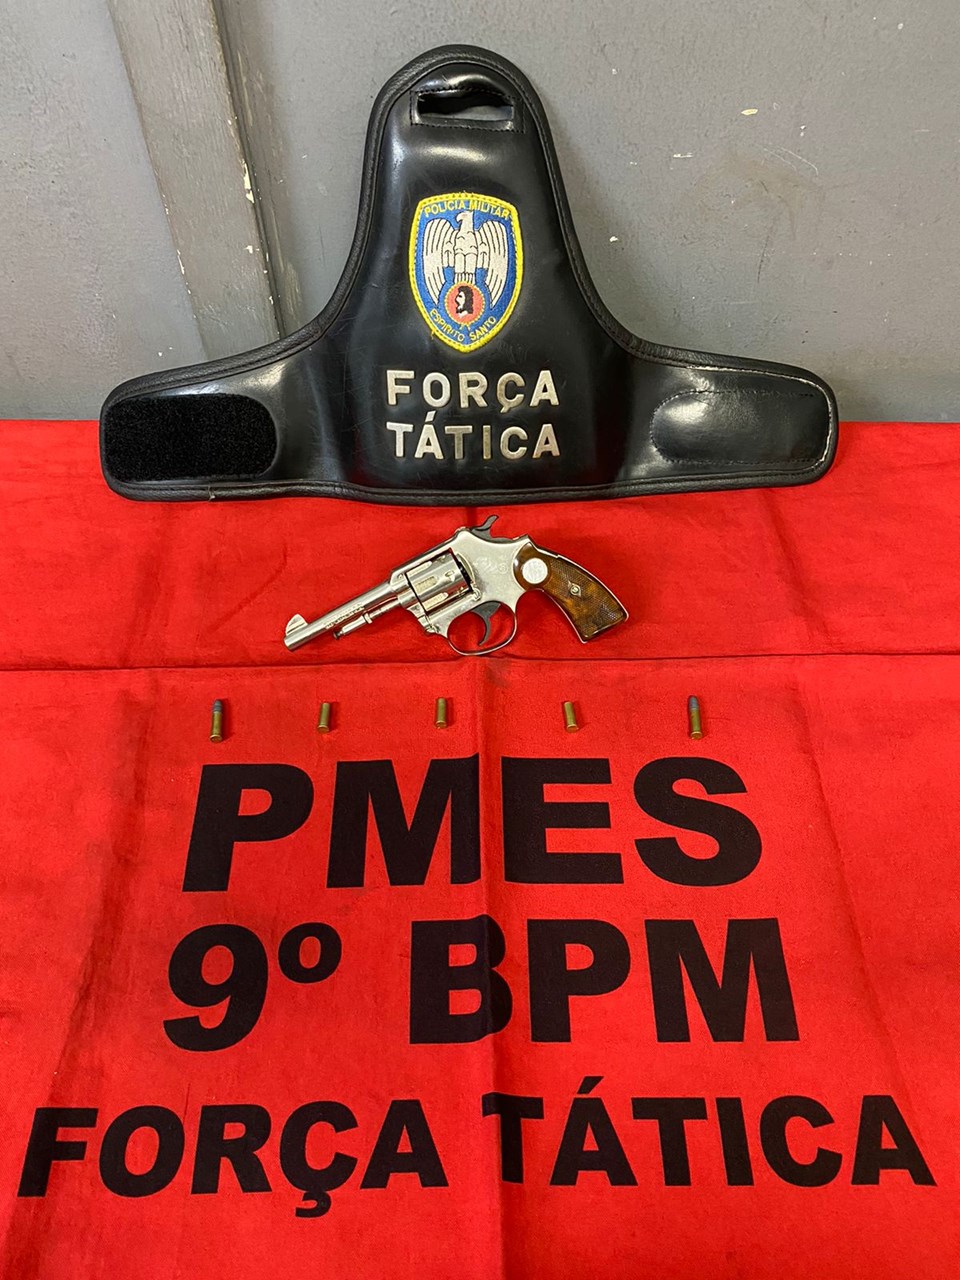 POLICIA MILITAR
ESPIRITO SANTO
FORÇA
TÁTICA
PMES
9º BPM
FORÇA TÁTICA